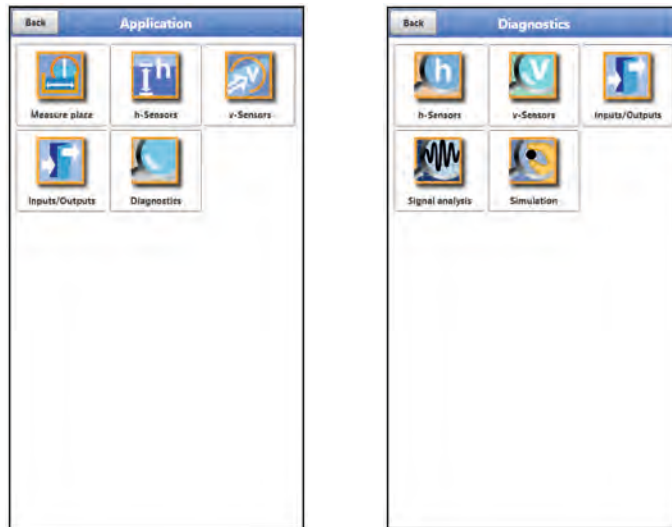 Back Application
Measure place h-Sensors v-Sensors
Inputs/Outputs Diagnostics
Back Diagnostics
h-Sensors v-Sensors Inputs/Outputs
Signal analysis Simulation